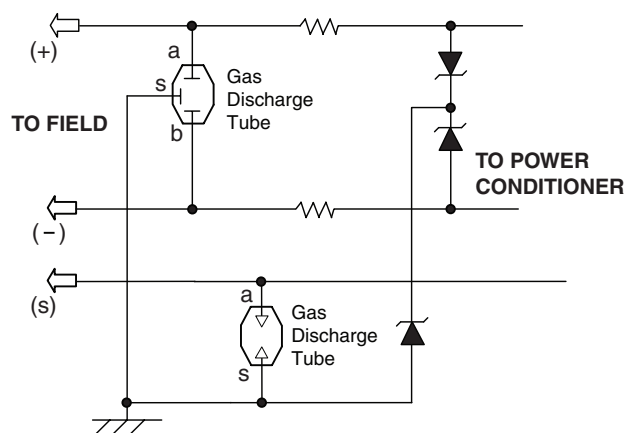 (+)
a
s
b
Gas
Discharge
Tube
TO FIELD
TO POWER
CONDITIONER
(−)
(s)
a
s
Gas
Discharge
Tube